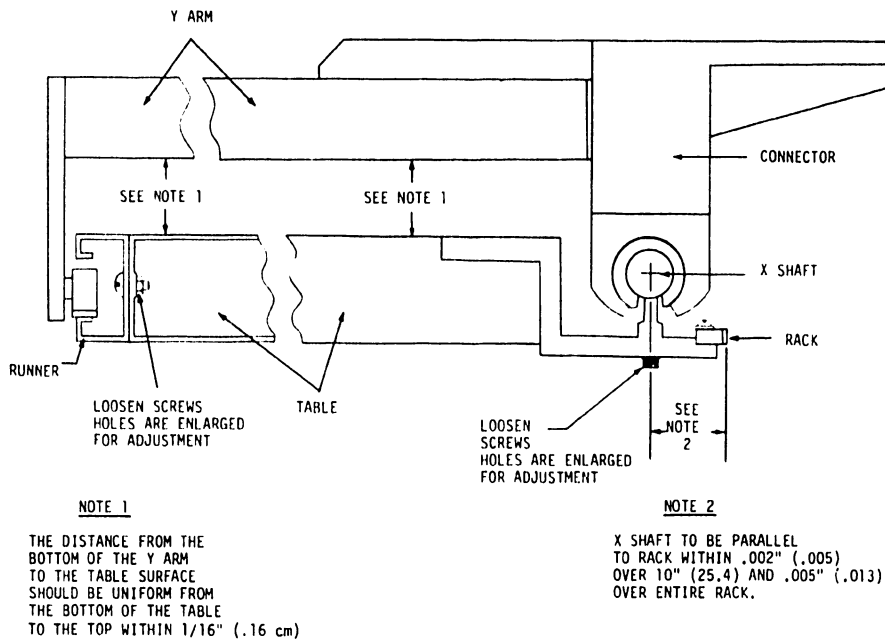 Y ARM
CONNECTOR
SEE NOTE 1
SEE NOTE 1
X SHAFT
RACK
RUNNER
LOOSEN SCREWS
HOLES ARE ENLARGED
FOR ADJUSTMENT
TABLE
LOOSEN
SCREWS
HOLES ARE ENLARGED
FOR ADJUSTMENT
SEE
NOTE
2
NOTE 1
THE DISTANCE FROM THE
BOTTOM OF THE Y ARM
TO THE TABLE SURFACE
SHOULD BE UNIFORM FROM
THE BOTTOM OF THE TABLE
TO THE TOP WITHIN 1/16" (.16 cm)
NOTE 2
X SHAFT TO BE PARALLEL
TO RACK WITHIN .002" (.005)
OVER 10" (25.4) AND .005" (.013)
OVER ENTIRE RACK.